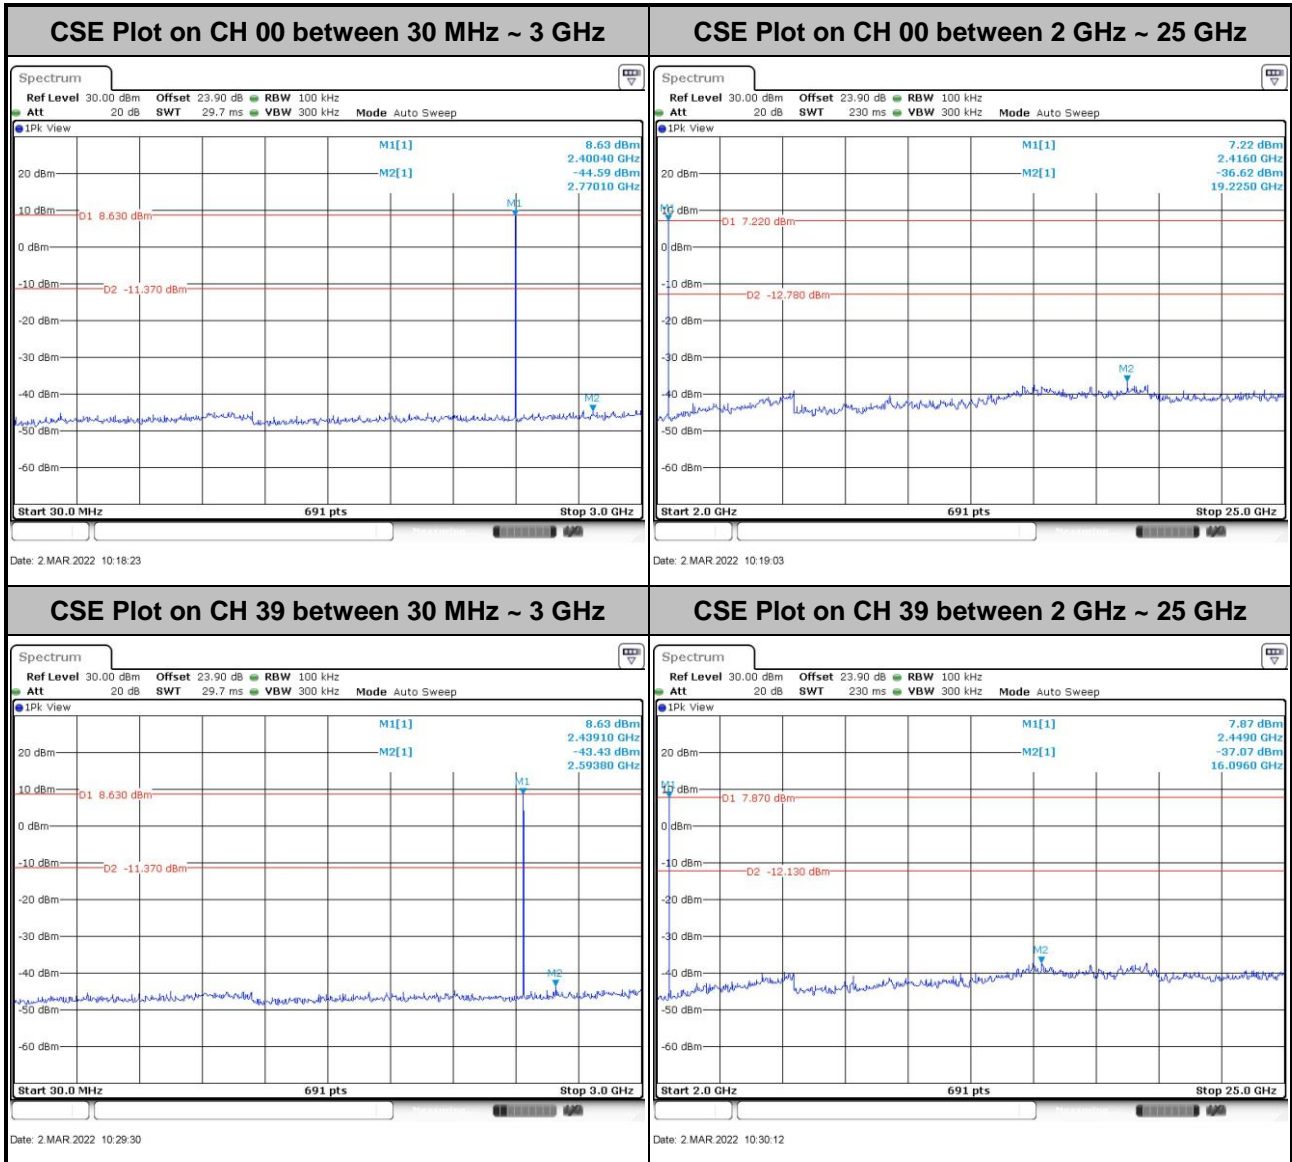 CSE Plot on CH 00 between 30 MHz ~ 3 GHz
Spectrum
Ref Level 30.00 dBm Offset 23.90 dB RBW 100 kHz
Att 20 dB SWT 29.7 ms VBW 300 kHz Mode Auto Sweep
1Pk View
M1[1] 8.63 dBm
2.40040 GHz
20 dBm M2[1] -44.59 dBm
2.77010 GHz
M1
10 dBm
D1 8.630 dBm
0 dBm
-10 dBm
D2 -11.370 dBm
-20 dBm
-30 dBm
-40 dBm
M2
-50 dBm
-60 dBm
Start 30.0 MHz 691 pts Stop 3.0 GHz
Date: 2.MAR.2022 10:18:23
CSE Plot on CH 00 between 2 GHz ~ 25 GHz
Spectrum
Ref Level 30.00 dBm Offset 23.90 dB RBW 100 kHz
Att 20 dB SWT 230 ms VBW 300 kHz Mode Auto Sweep
1Pk View
M1[1] 7.22 dBm
2.4160 GHz
20 dBm M2[1] -36.62 dBm
19.2250 GHz
M1
10 dBm
D1 7.220 dBm
0 dBm
-10 dBm
D2 -12.780 dBm
-20 dBm
-30 dBm
M2
-40 dBm
-50 dBm
-60 dBm
Start 2.0 GHz 691 pts Stop 25.0 GHz
Date: 2.MAR.2022 10:19:03
CSE Plot on CH 39 between 30 MHz ~ 3 GHz
Spectrum
Ref Level 30.00 dBm Offset 23.90 dB RBW 100 kHz
Att 20 dB SWT 29.7 ms VBW 300 kHz Mode Auto Sweep
1Pk View
M1[1] 8.63 dBm
2.43910 GHz
20 dBm M2[1] -43.43 dBm
2.59380 GHz
M1
10 dBm
D1 8.630 dBm
0 dBm
-10 dBm
D2 -11.370 dBm
-20 dBm
-30 dBm
-40 dBm
M2
-50 dBm
-60 dBm
Start 30.0 MHz 691 pts Stop 3.0 GHz
Date: 2.MAR.2022 10:29:30
CSE Plot on CH 39 between 2 GHz ~ 25 GHz
Spectrum
Ref Level 30.00 dBm Offset 23.90 dB RBW 100 kHz
Att 20 dB SWT 230 ms VBW 300 kHz Mode Auto Sweep
1Pk View
M1[1] 7.87 dBm
2.4490 GHz
20 dBm M2[1] -37.07 dBm
16.0960 GHz
M1
10 dBm
D1 7.870 dBm
0 dBm
-10 dBm
D2 -12.130 dBm
-20 dBm
-30 dBm
M2
-40 dBm
-50 dBm
-60 dBm
Start 2.0 GHz 691 pts Stop 25.0 GHz
Date: 2.MAR.2022 10:30:12